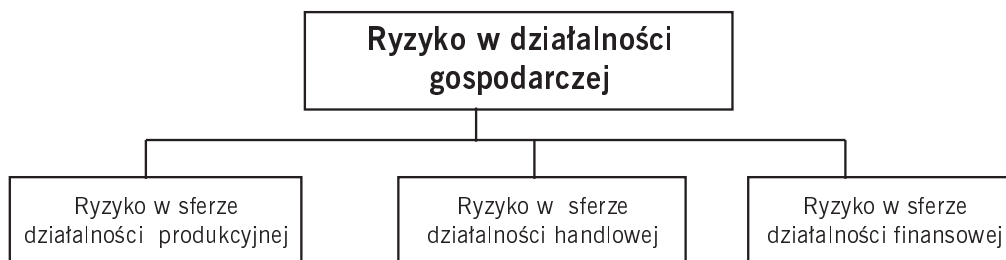 Ryzyko w działalności
gospodarczej
Ryzyko w sferze
działalności produkcyjnej
Ryzyko w sferze
działalności handlowej
Ryzyko w sferze
działalności finansowej